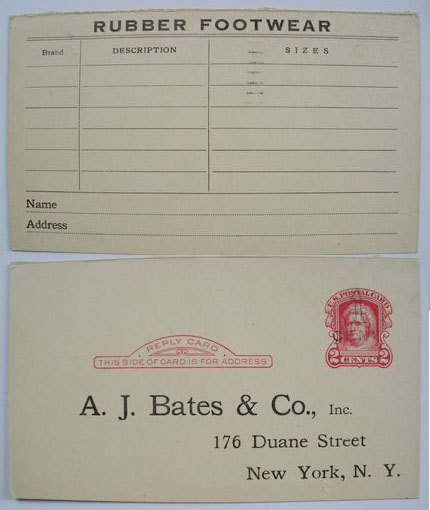 RUBBER FOOTWEAR
Brand DESCRIPTION SIZES
Name
Address
U.S. POSTAL CARD
REPLY CARD
THIS SIDE OF CARD IS FOR ADDRESS
2 CENTS 2
A. J. Bates & Co., Inc.
176 Duane Street
New York, N. Y.